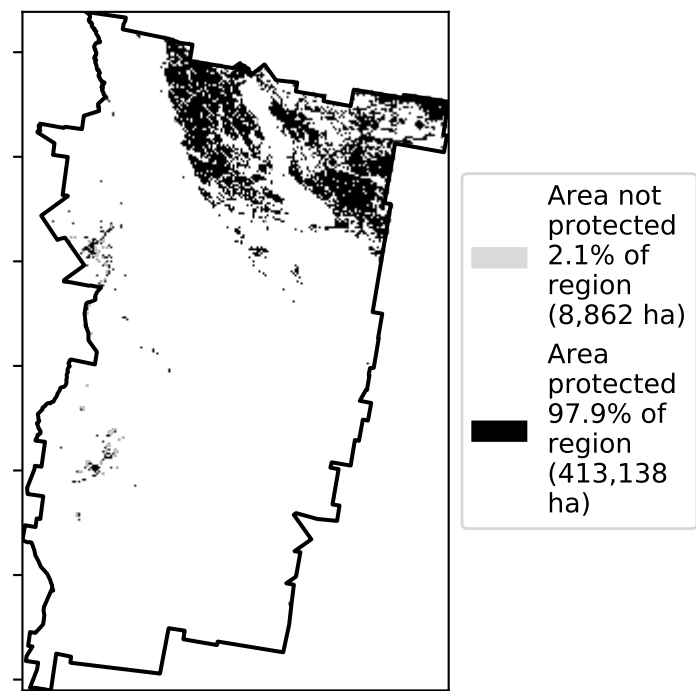 Area not
protected
2.1% of
region
(8,862 ha)
Area
protected
97.9% of
region
(413,138
ha)